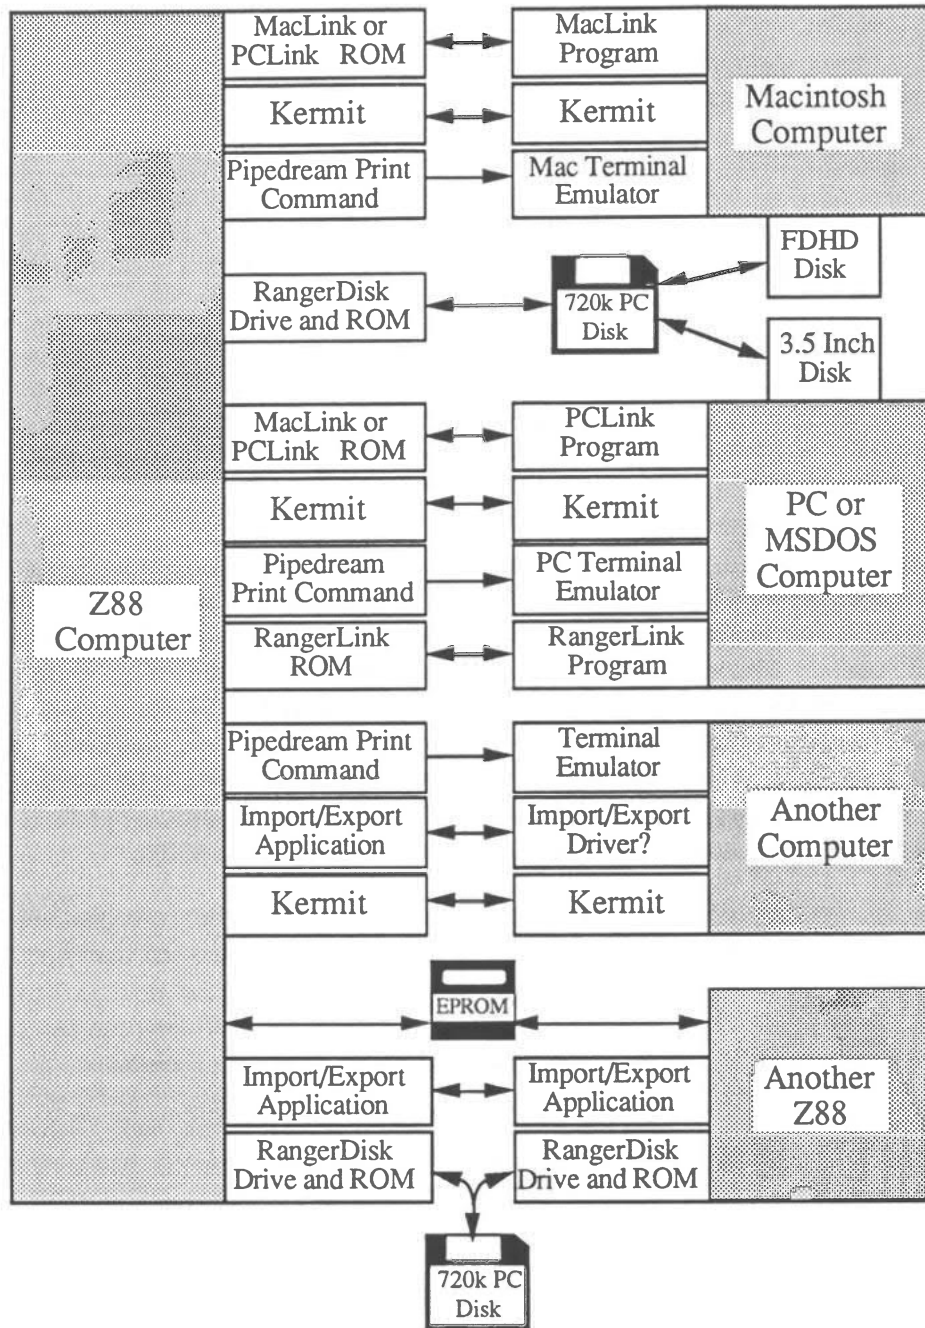 MacLink or
PCLink ROM
MacLink
Program
Macintosh
Computer
Kermit
Kermit
Pipedream Print
Command
Mac Terminal
Emulator
FDHD
Disk
RangerDisk
Drive and ROM
720k PC
Disk
3.5 Inch
Disk
MacLink or
PCLink ROM
PCLink
Program
Kermit
Kermit
PC or
MSDOS
Computer
Pipedream
Print Command
PC Terminal
Emulator
Z88
Computer
RangerLink
ROM
RangerLink
Program
Pipedream Print
Command
Terminal
Emulator
Import/Export
Application
Import/Export
Driver?
Another
Computer
Kermit
Kermit
EPROM
Import/Export
Application
Import/Export
Application
Another
Z88
RangerDisk
Drive and ROM
RangerDisk
Drive and ROM
720k PC
Disk